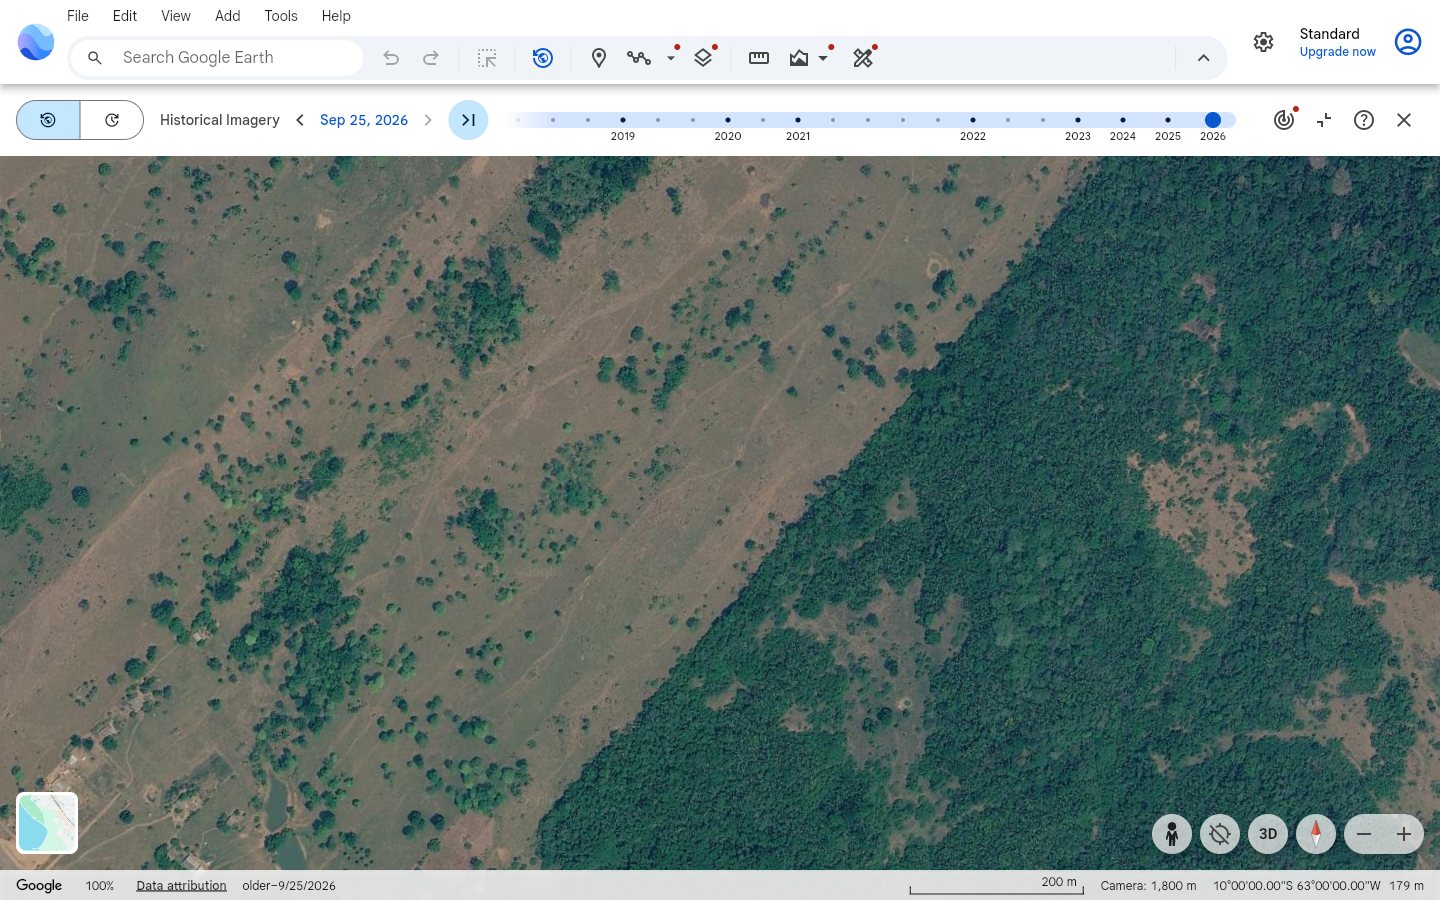 File Edit View Add Tools Help
Search Google Earth
Standard
Upgrade now
Historical Imagery
Sep 25, 2026
2019 2020 2021 2022 2023 2024 2025 2026
3D
Google 100% Data attribution older–9/25/2026 200 m Camera: 1,800 m 10°00'00.00"S 63°00'00.00"W 179 m